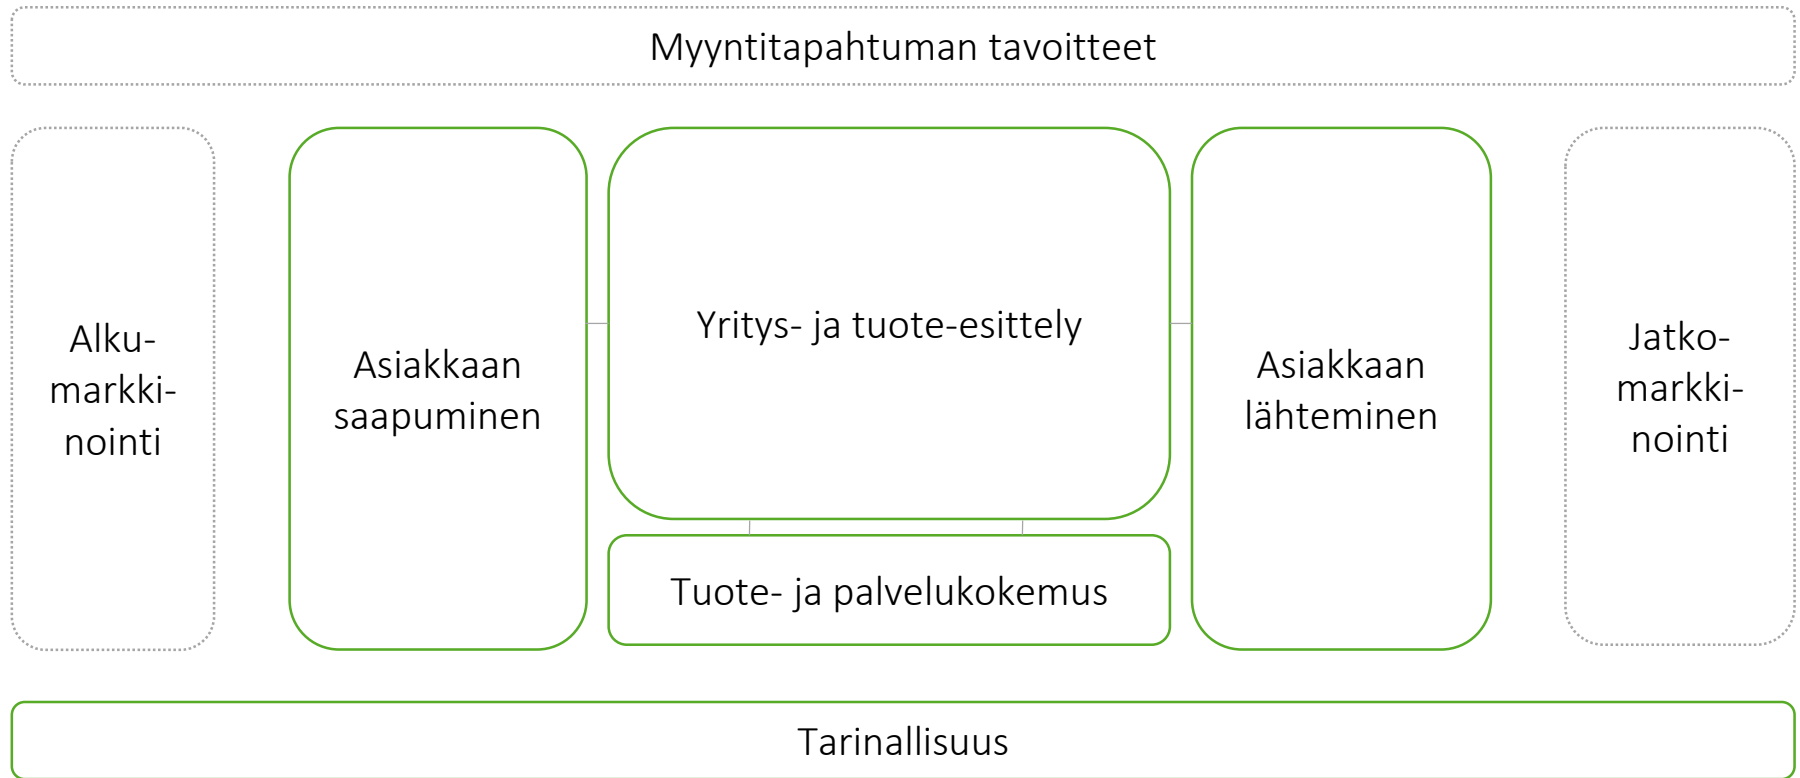 Myyntitapahtuman tavoitteet
Alku-
markki-
nointi
Asiakkaan
saapuminen
Yritys- ja tuote-esittely
Tuote- ja palvelukokemus
Asiakkaan
lähteminen
Jatko-
markki-
nointi
Tarinallisuus